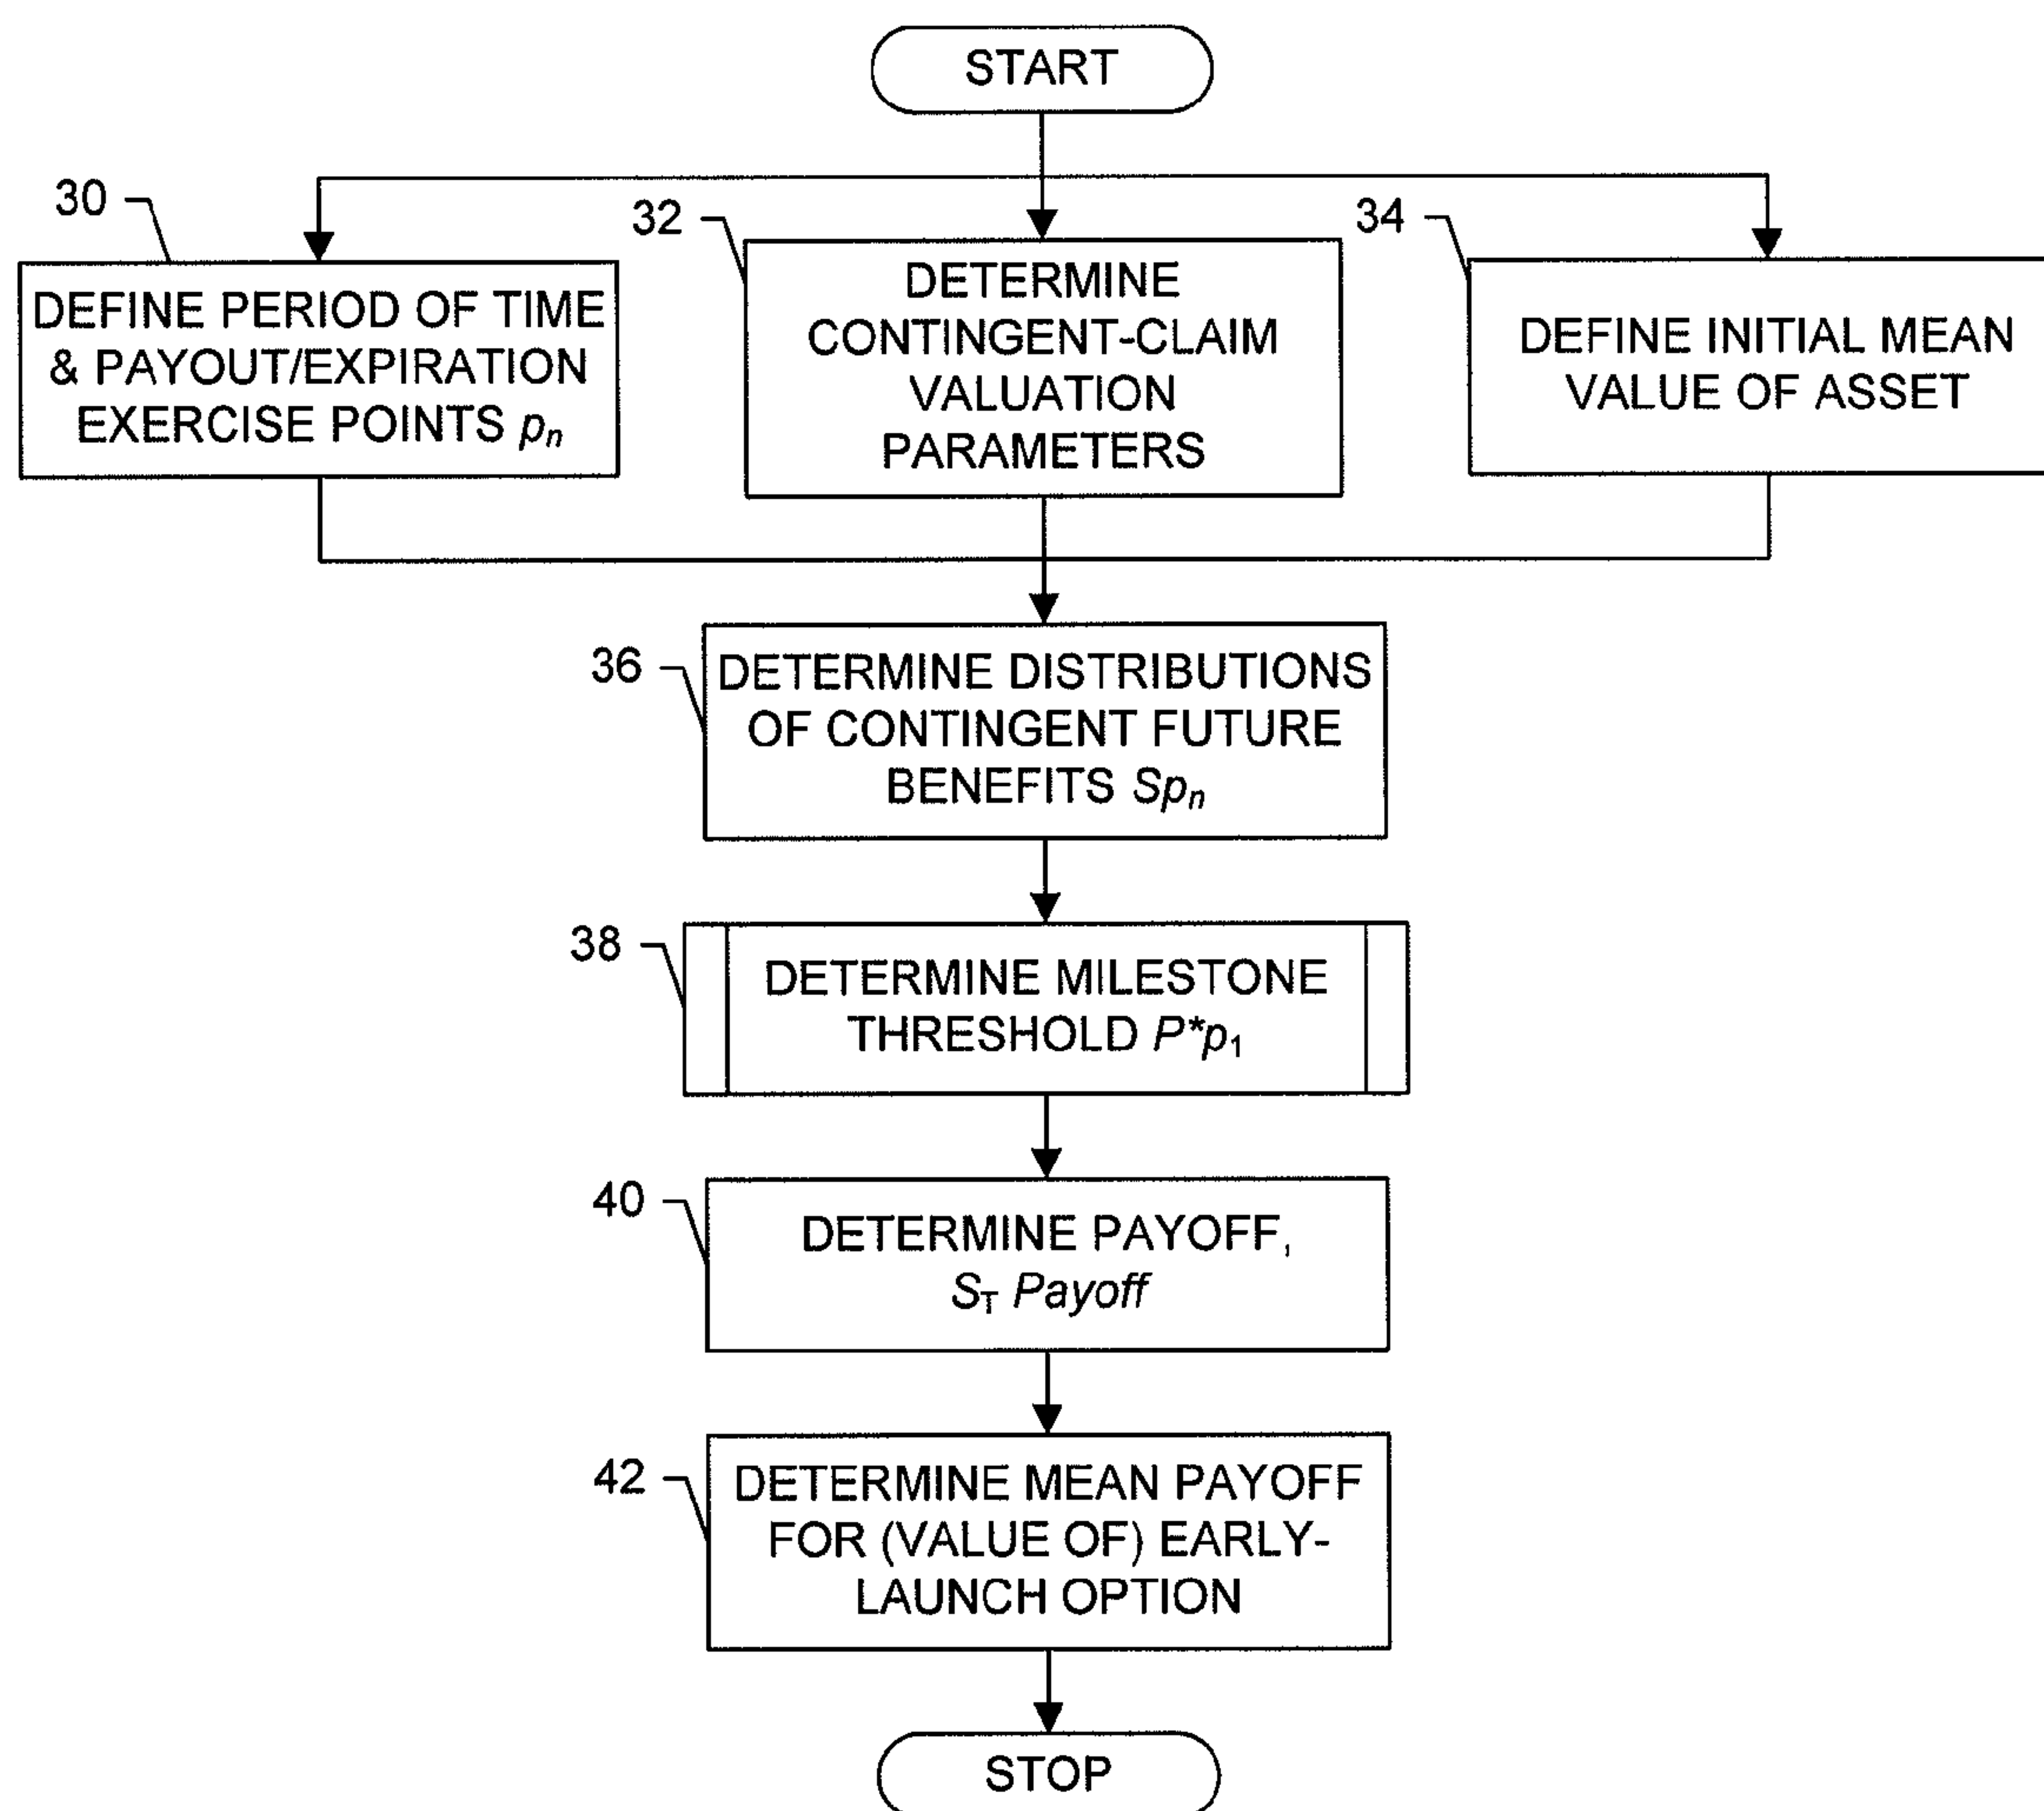 START
30
DEFINE PERIOD OF TIME
& PAYOUT/EXPIRATION
EXERCISE POINTS pn
32
DETERMINE
CONTINGENT-CLAIM
VALUATION
PARAMETERS
34
DEFINE INITIAL MEAN
VALUE OF ASSET
36
DETERMINE DISTRIBUTIONS
OF CONTINGENT FUTURE
BENEFITS Spn
38
DETERMINE MILESTONE
THRESHOLD P*p1
40
DETERMINE PAYOFF,
ST Payoff
42
DETERMINE MEAN PAYOFF
FOR (VALUE OF) EARLY-
LAUNCH OPTION
STOP